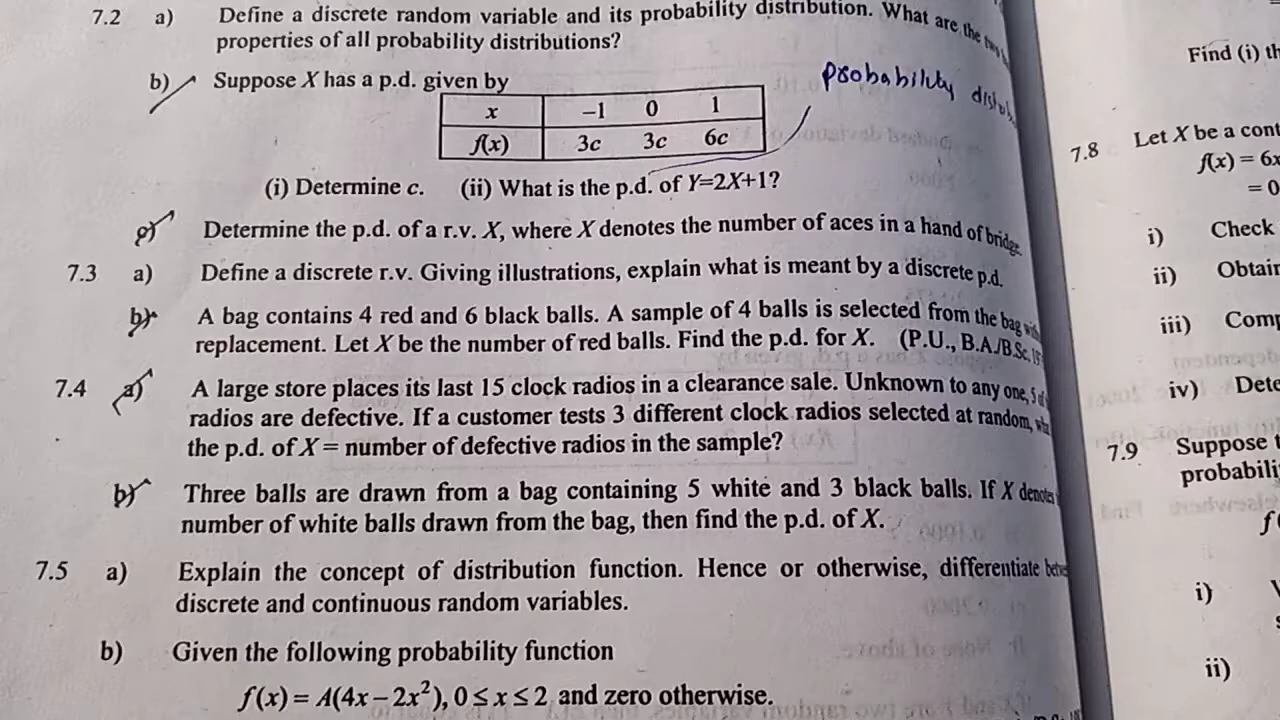 7.2 a) Define a discrete random variable and its probability distribution. What are the two
properties of all probability distributions?
b) Suppose X has a p.d. given by
probability
x -1 0 1
f(x) 3c 3c 6c
(i) Determine c. (ii) What is the p.d. of Y=2X+1?
c) Determine the p.d. of a r.v. X, where X denotes the number of aces in a hand of bridge.
7.3 a) Define a discrete r.v. Giving illustrations, explain what is meant by a discrete p.d.
b) A bag contains 4 red and 6 black balls. A sample of 4 balls is selected from the bag
replacement. Let X be the number of red balls. Find the p.d. for X. (P.U., B.A./B.Sc.
7.4 a) A large store places its last 15 clock radios in a clearance sale. Unknown to any one, 5 of
radios are defective. If a customer tests 3 different clock radios selected at random,
the p.d. of X = number of defective radios in the sample?
b) Three balls are drawn from a bag containing 5 white and 3 black balls. If X denotes
number of white balls drawn from the bag, then find the p.d. of X.
7.5 a) Explain the concept of distribution function. Hence or otherwise, differentiate
discrete and continuous random variables.
b) Given the following probability function
f(x) = A(4x – 2x²), 0 ≤ x ≤ 2 and zero otherwise.
Find (i)
7.8 Let X be a
f(x) = 6x
= 0
i) Check
ii)
iii)
iv)
7.9 Suppose
i)
ii)